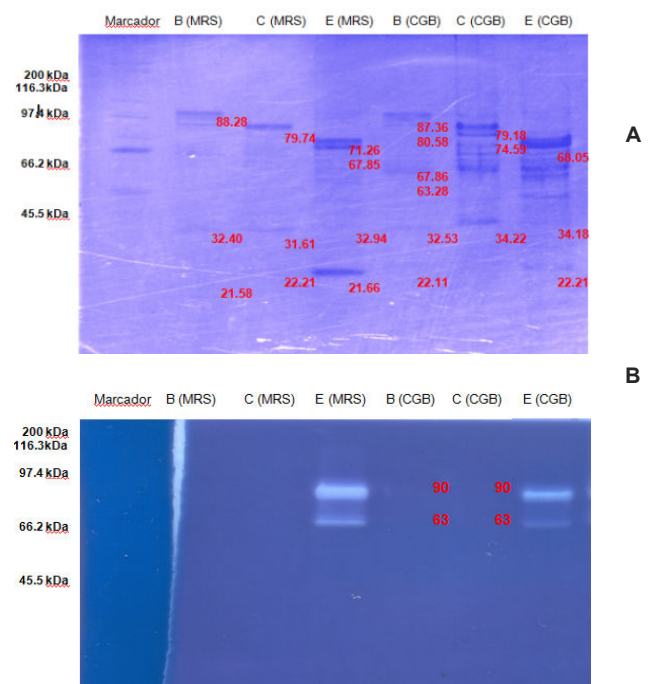 Marcador B (MRS) C (MRS) E (MRS) B (CGB) C (CGB) E (CGB)
200 kDa
116.3kDa
97.4 kDa
66.2 kDa
45.5 kDa
88.28
79.74
71.26
67.85
87.36
80.58
67.86
63.28
79.18
74.59
68.05
32.40
31.61
32.94
32.53
34.22
34.18
21.58
22.21
21.66
22.11
22.21
A
B
Marcador B (MRS) C (MRS) E (MRS) B (CGB) C (CGB) E (CGB)
200 kDa
116.3kDa
97.4 kDa
66.2 kDa
45.5 kDa
90 90
63 63